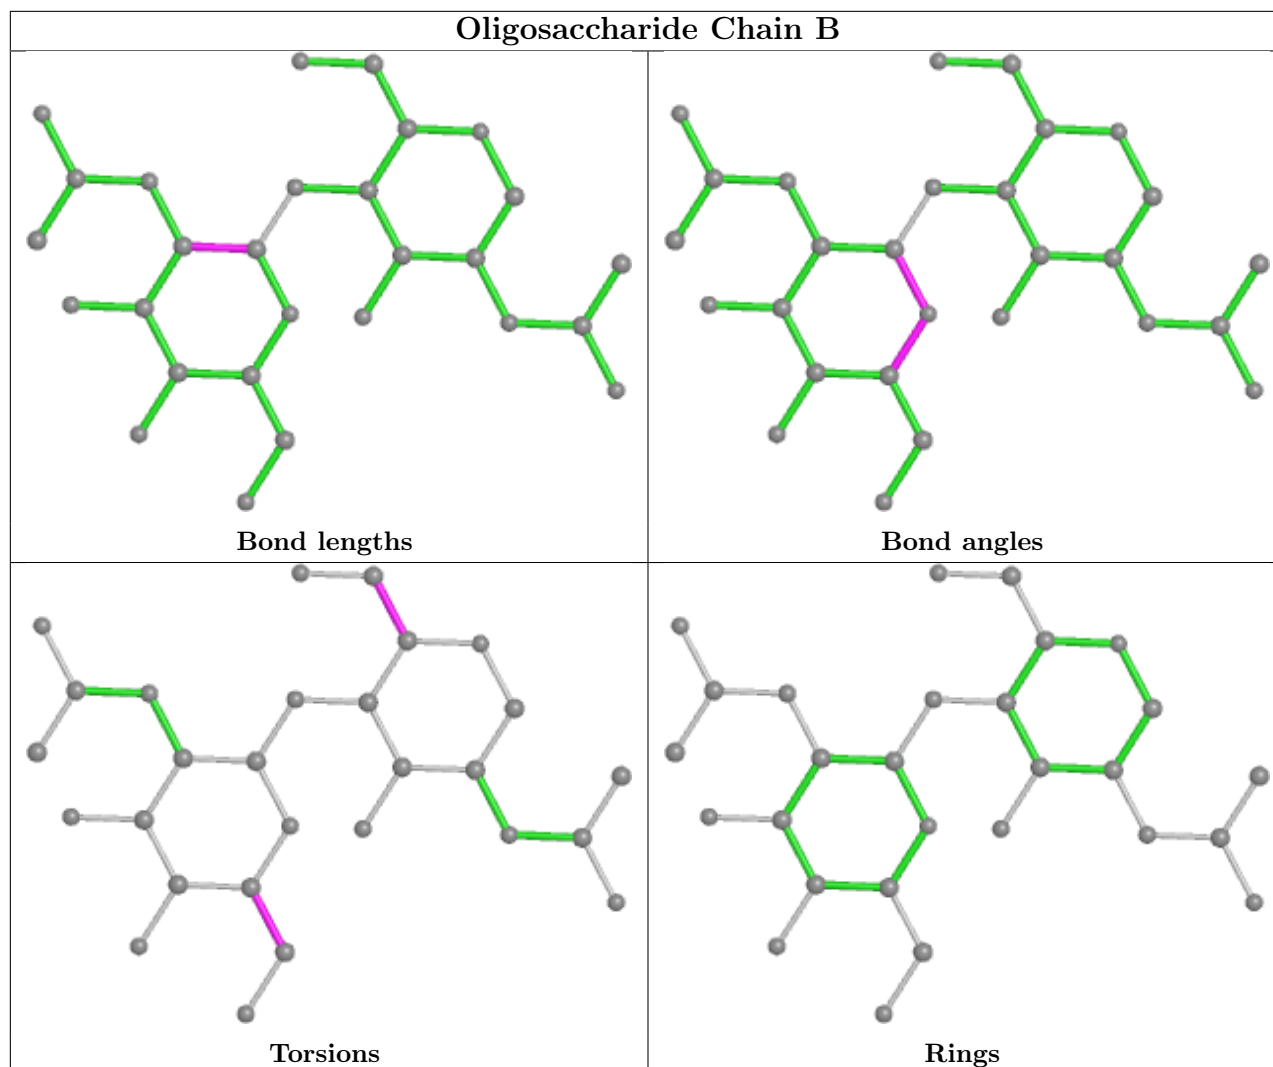 Oligosaccharide Chain B
Bond lengths
Bond angles
Torsions
Rings